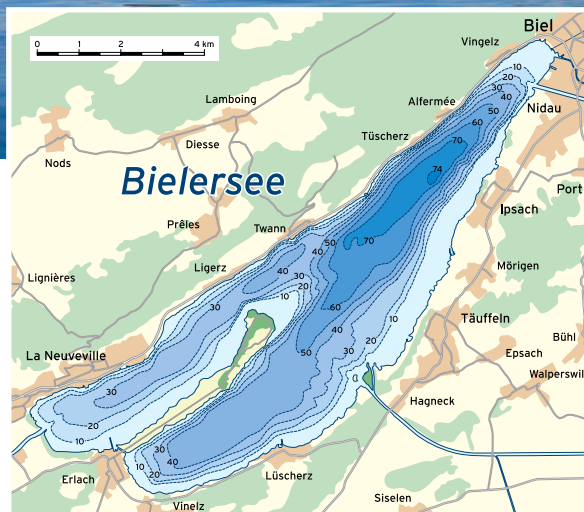 Biel
Vingelz
0 1 2 4 km
10
20
30
40
50
60
70
74
Lamboing
Alfermée
Nidau
Tüscherz
Diesse
Nods
Bielersee
Port
Ipsach
Prêles
Twann
50
40
70
Ligerz
40
30
20
10
Mörigen
Lignières
30
60
40
50
30
20
10
Täuffeln
Bühl
La Neuveville
Epsach
Walperswil
30
20
10
Hagneck
30
40
10
20
Erlach
Lüscherz
Vinelz
Siselen